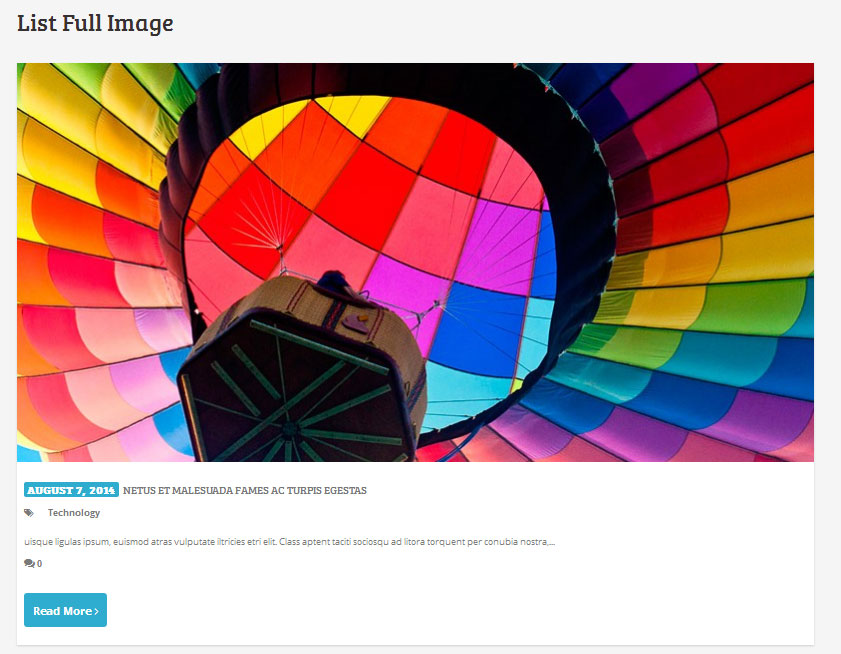 List Full Image
AUGUST 7, 2014 NETUS ET MALESUADA FAMES AC TURPIS EGESTAS
Technology
uisque ligulas ipsum, euismod atras vulputate iltricies etri elit. Class aptent taciti sociosqu ad litora torquent per conubia nostra,...
0
Read More ›